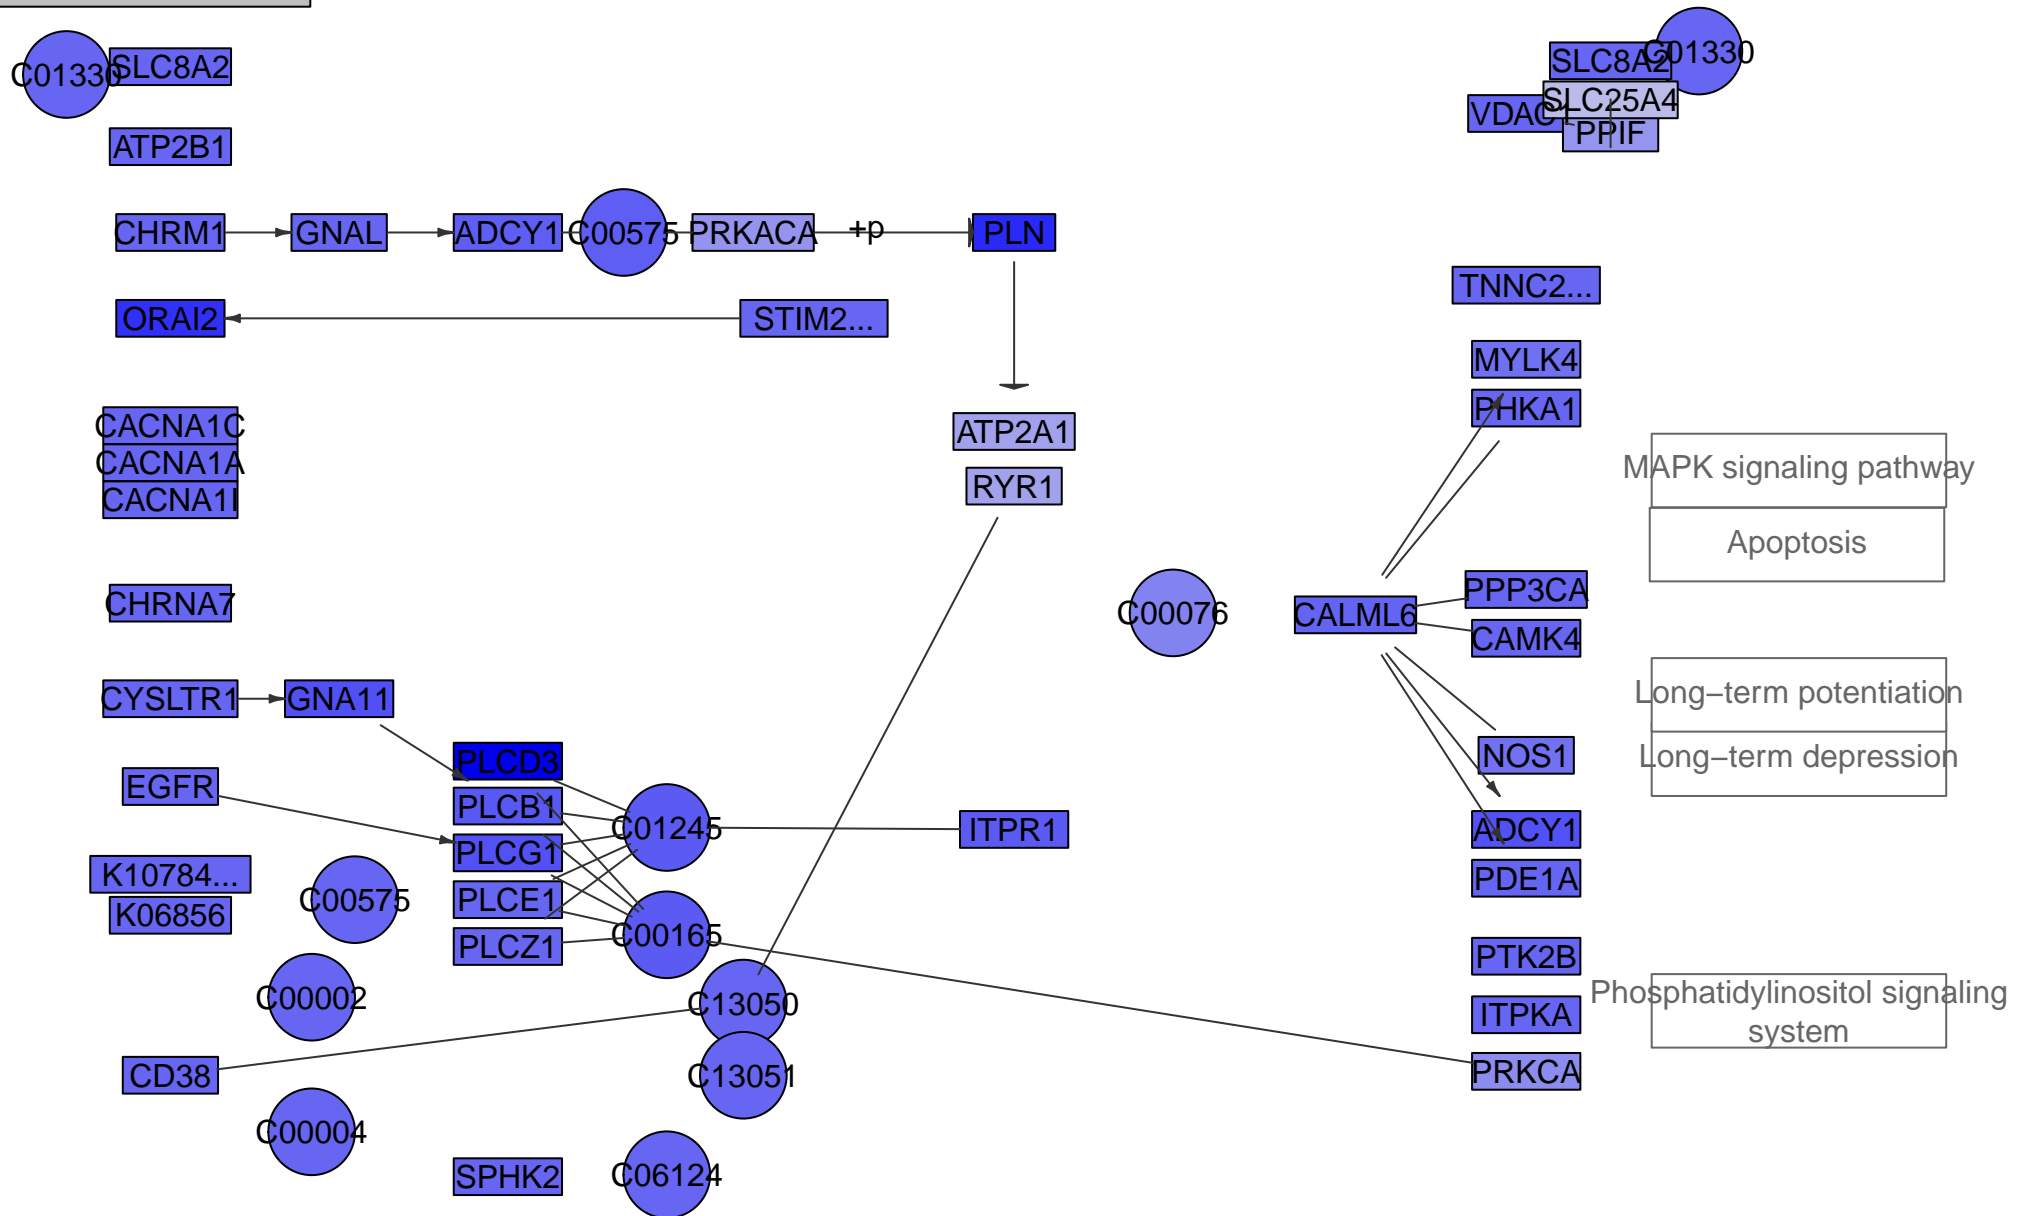 C01330
SLC8A2
SLC8A2
C01330
SLC25A4
VDAC1
PPIF
ATP2B1
CHRM1
GNAL
ADCY1
C00575
PRKACA
+p
PLN
TNNC2...
ORAI2
STIM2...
MYLK4
PHKA1
CACNA1C
CACNA1A
CACNA1I
ATP2A1
RYR1
MAPK signaling pathway
Apoptosis
CHRNA7
C00076
CALML6
PPP3CA
CAMK4
CYSLTR1
GNA11
Long−term potentiation
Long−term depression
NOS1
PLCD3
EGFR
PLCB1
C01245
ITPR1
ADCY1
PLCG1
K10784...
PDE1A
C00575
PLCE1
K06856
C00165
PLCZ1
PTK2B
C00002
C13050
Phosphatidylinositol signaling
system
ITPKA
CD38
C13051
PRKCA
C00004
SPHK2
C06124